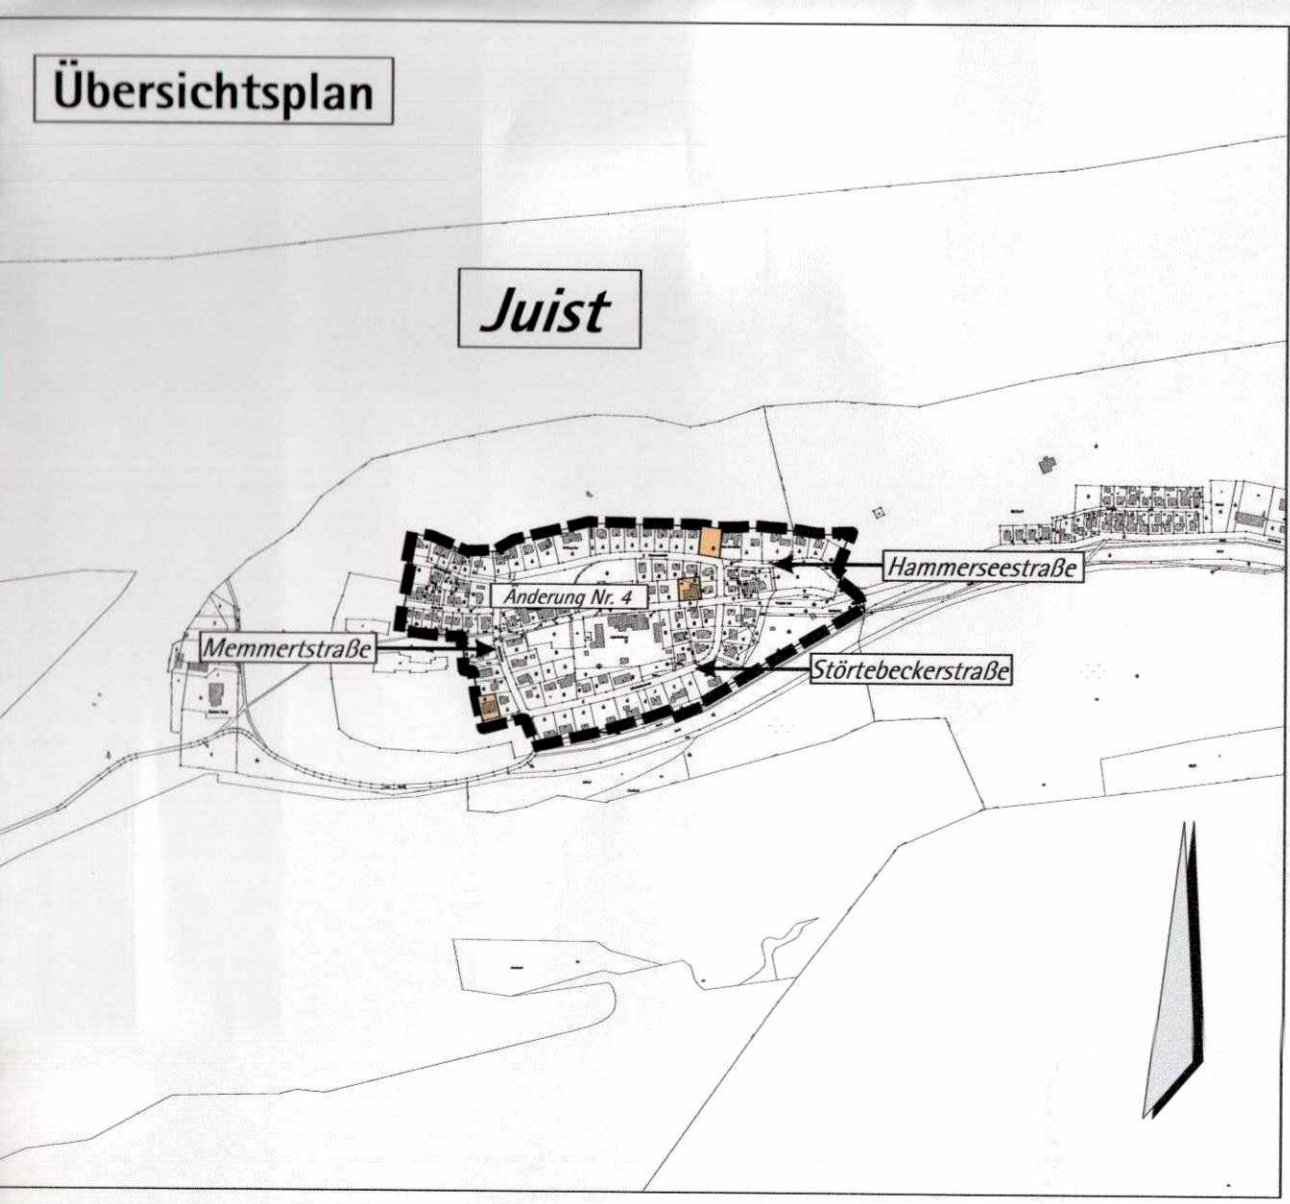 Übersichtsplan
Juist
Hammerseestraße
Änderung Nr. 4
Memmertstraße
Störtebeckerstraße